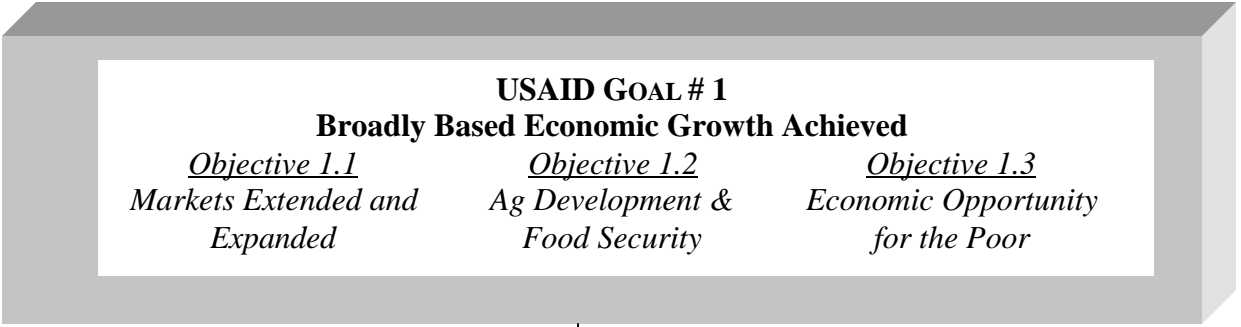 USAID GOAL # 1
Broadly Based Economic Growth Achieved
Objective 1.1 Objective 1.2 Objective 1.3
Markets Extended and Ag Development & Economic Opportunity
Expanded Food Security for the Poor